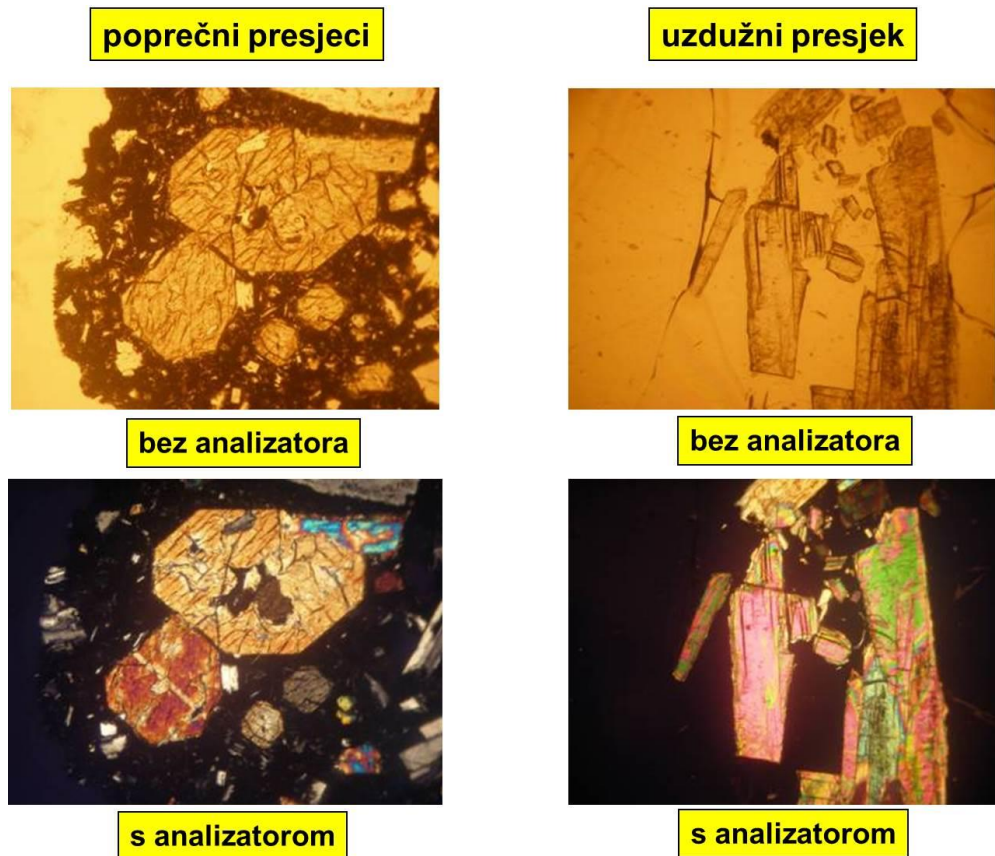 poprečni presjeci
uzdužni presjek
bez analizatora
bez analizatora
s analizatorom
s analizatorom